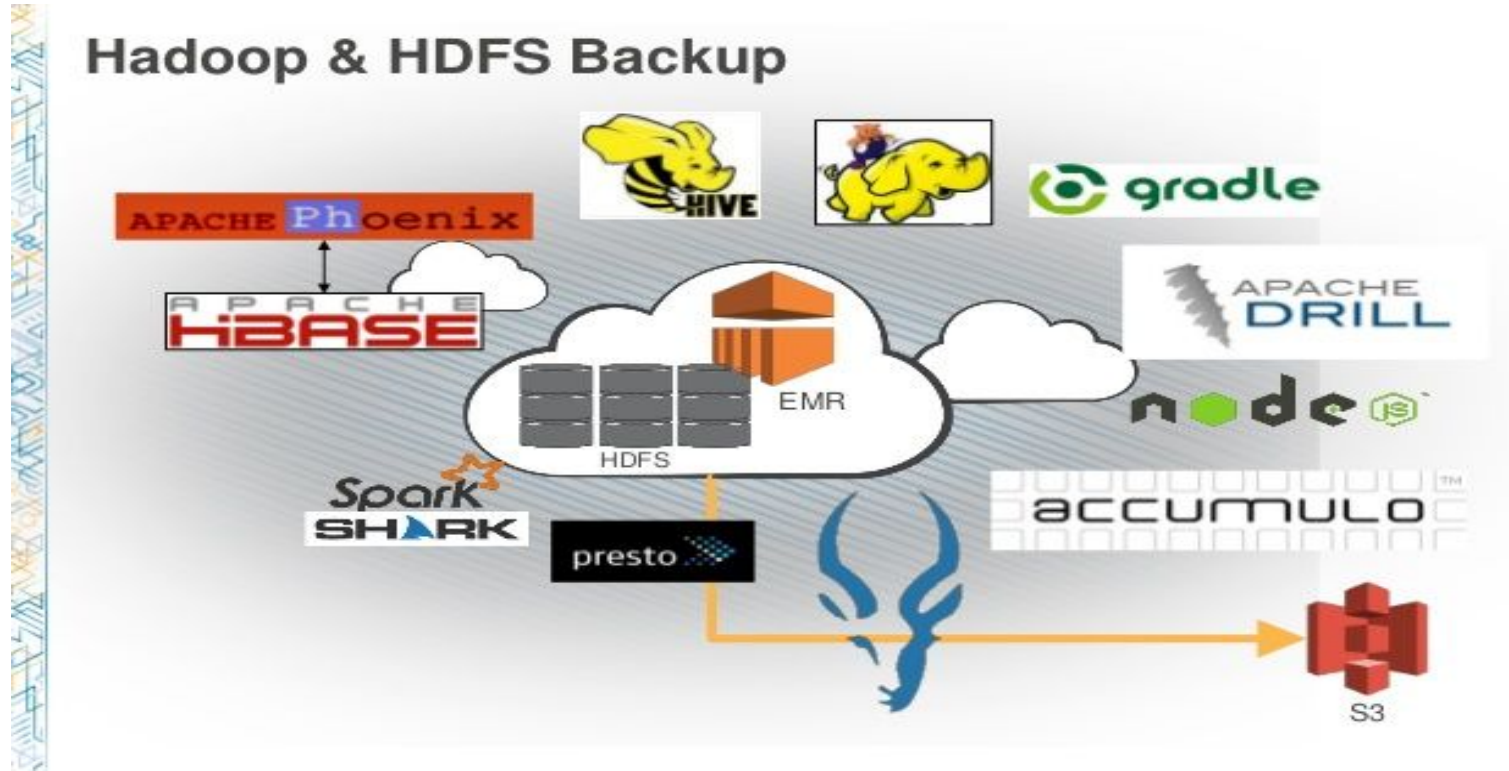 Hadoop & HDFS Backup
HIVE
gradle
APACHE Phoenix
APACHE
HBASE
APACHE
DRILL
EMR
HDFS
node
JS
Spark
SHARK
accumulo TM
presto
S3